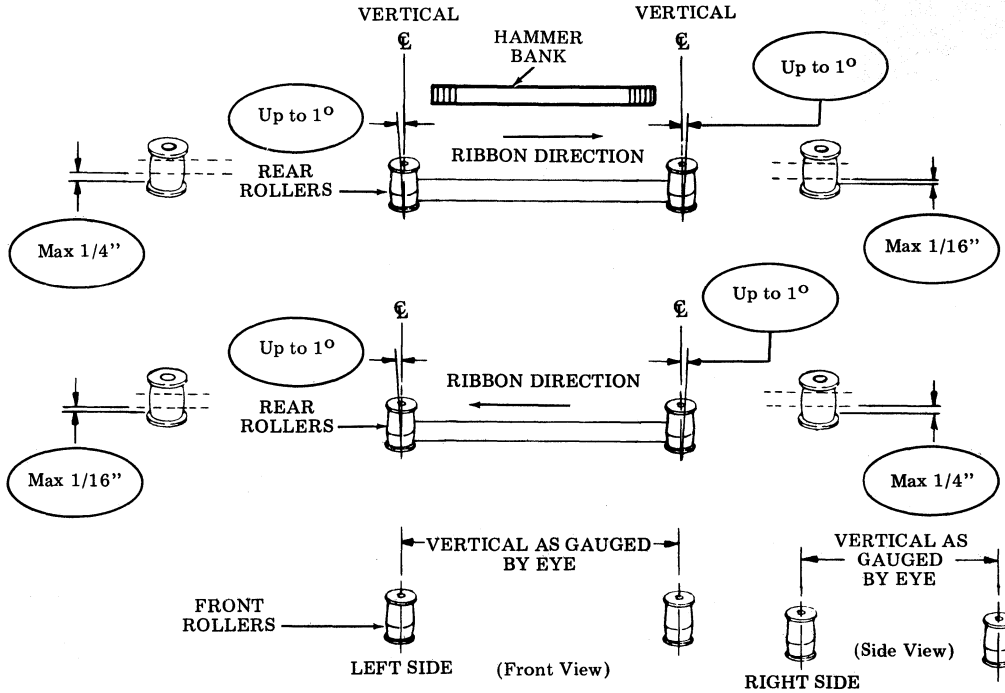 VERTICAL
VERTICAL
℄
℄
HAMMER
BANK
Up to 1°
Up to 1°
RIBBON DIRECTION
REAR
ROLLERS
Max 1/4”
Max 1/16”
℄
℄
Up to 1°
Up to 1°
RIBBON DIRECTION
REAR
ROLLERS
Max 1/16”
Max 1/4”
VERTICAL AS GAUGED
BY EYE
VERTICAL AS
GAUGED
BY EYE
FRONT
ROLLERS
LEFT SIDE
(Front View)
(Side View)
RIGHT SIDE